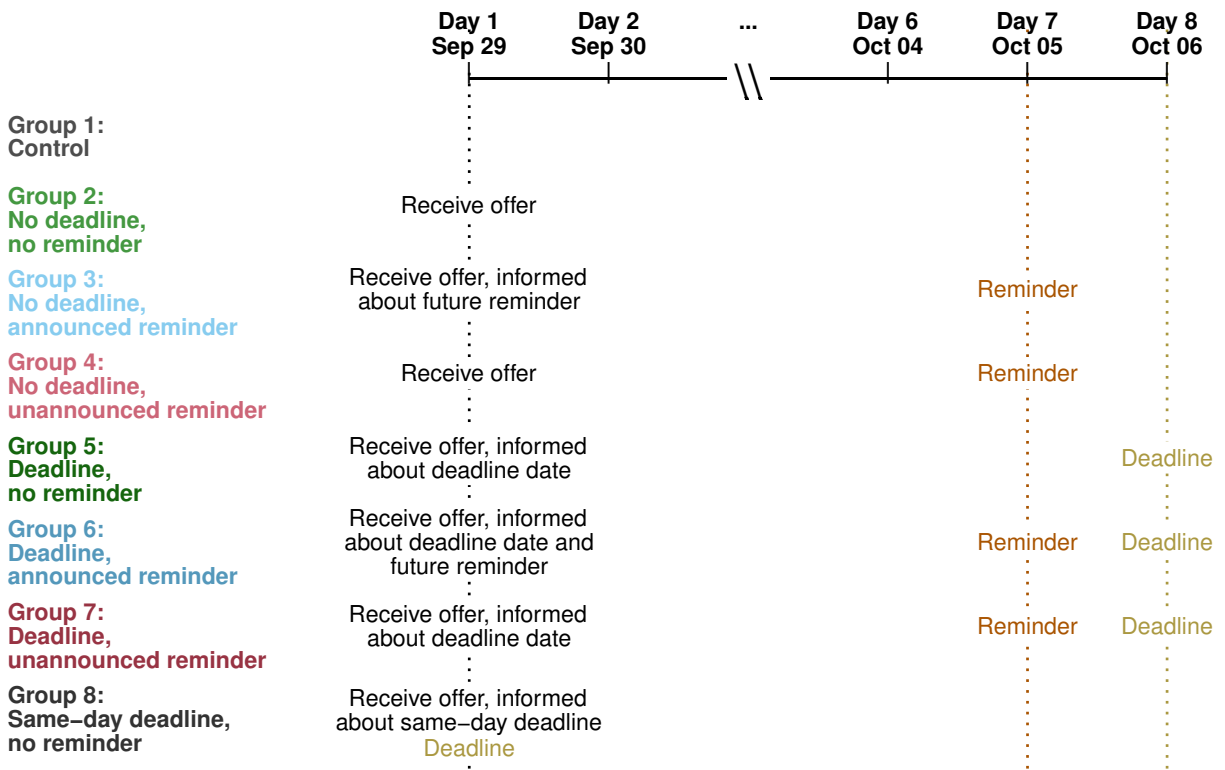 Day 1 Day 2 ... Day 6 Day 7 Day 8
Sep 29 Sep 30 Oct 04 Oct 05 Oct 06
Group 1:
Control
Group 2:
No deadline,
no reminder
Receive offer
Group 3:
No deadline,
announced reminder
Receive offer, informed
about future reminder
Reminder
Group 4:
No deadline,
unannounced reminder
Receive offer
Reminder
Group 5:
Deadline,
no reminder
Receive offer, informed
about deadline date
Deadline
Group 6:
Deadline,
announced reminder
Receive offer, informed
about deadline date and
future reminder
Reminder
Deadline
Group 7:
Deadline,
unannounced reminder
Receive offer, informed
about deadline date
Reminder
Deadline
Group 8:
Same−day deadline,
no reminder
Receive offer, informed
about same−day deadline
Deadline